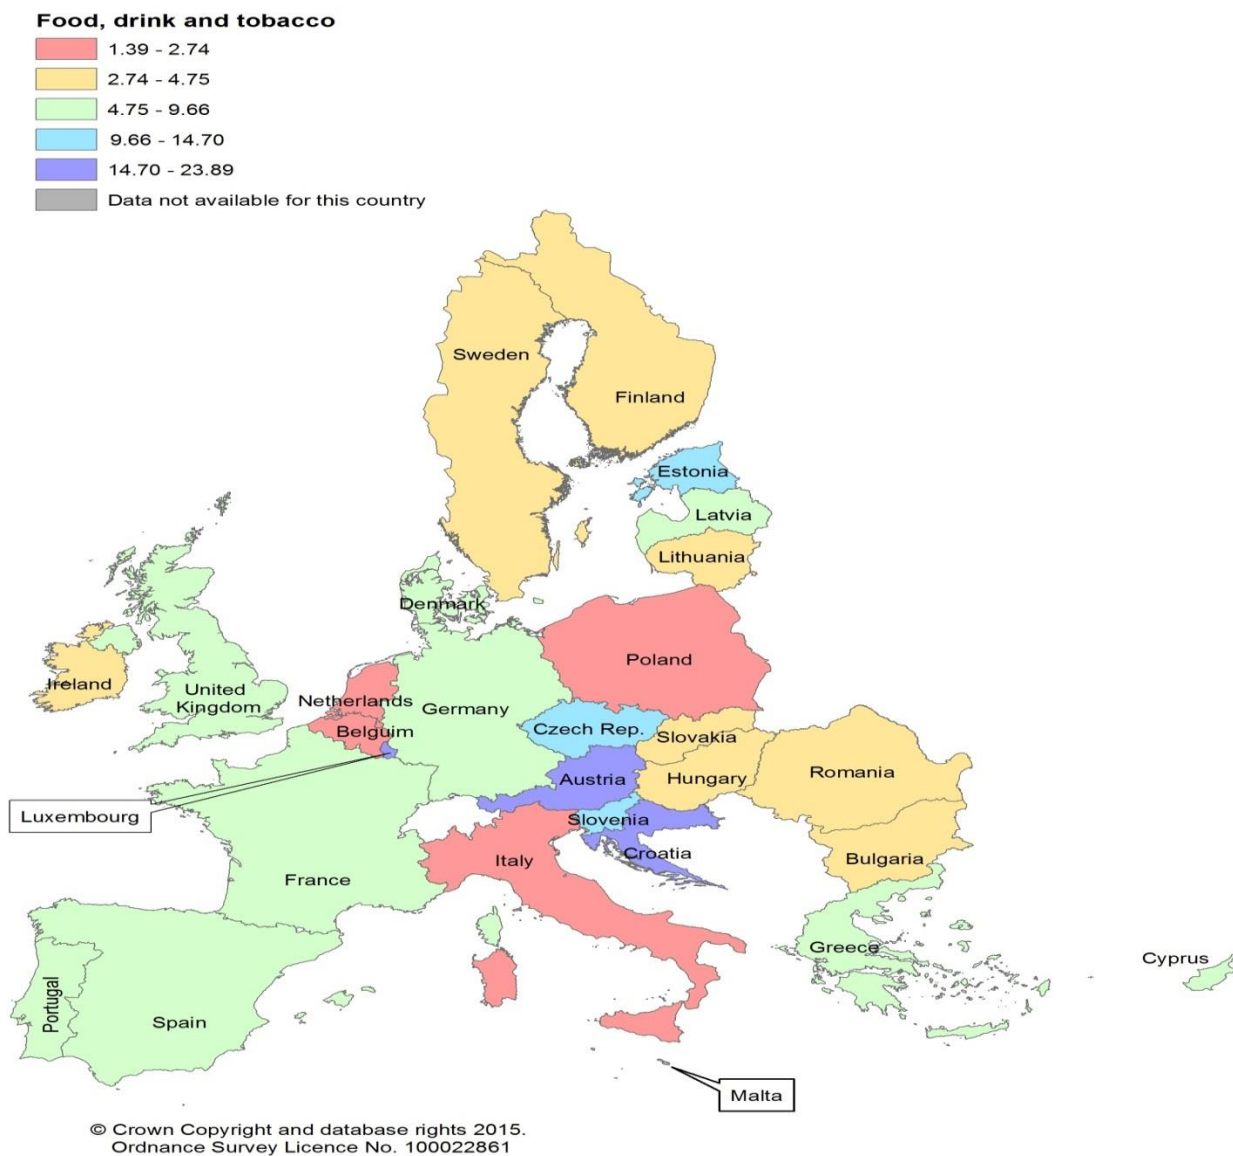 Food, drink and tobacco
1.39 - 2.74
2.74 - 4.75
4.75 - 9.66
9.66 - 14.70
14.70 - 23.89
Data not available for this country
Sweden
Finland
Estonia
Latvia
Lithuania
Denmark
Poland
Ireland
United
Kingdom
Netherlands
Germany
Belguim
Czech Rep.
Slovakia
Austria
Hungary
Romania
Luxembourg
Slovenia
Croatia
Italy
Bulgaria
France
Greece
Cyprus
Portugal
Spain
Malta
© Crown Copyright and database rights 2015.
Ordnance Survey Licence No. 100022861